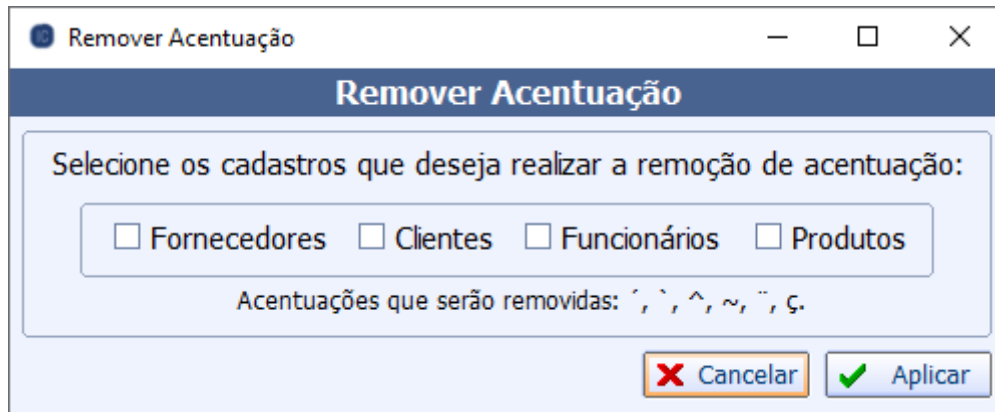 Remover Acentuação
Remover Acentuação
Selecione os cadastros que deseja realizar a remoção de acentuação:
Fornecedores Clientes Funcionários Produtos
Acentuações que serão removidas: ´, `, ^, ~, ¨, ç.
Cancelar Aplicar